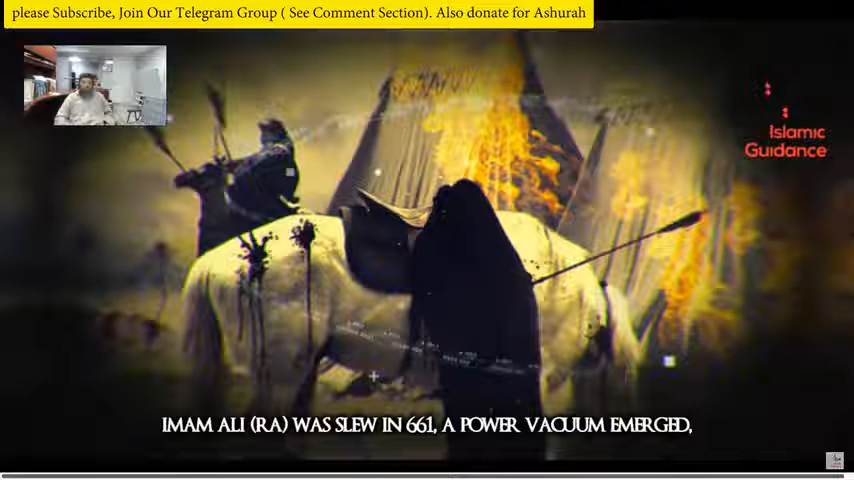 please Subscribe, Join Our Telegram Group ( See Comment Section). Also donate for Ashurah
Islamic
Guidance
IMAM ALI (RA) WAS SLEW IN 661, A POWER VACUUM EMERGED,